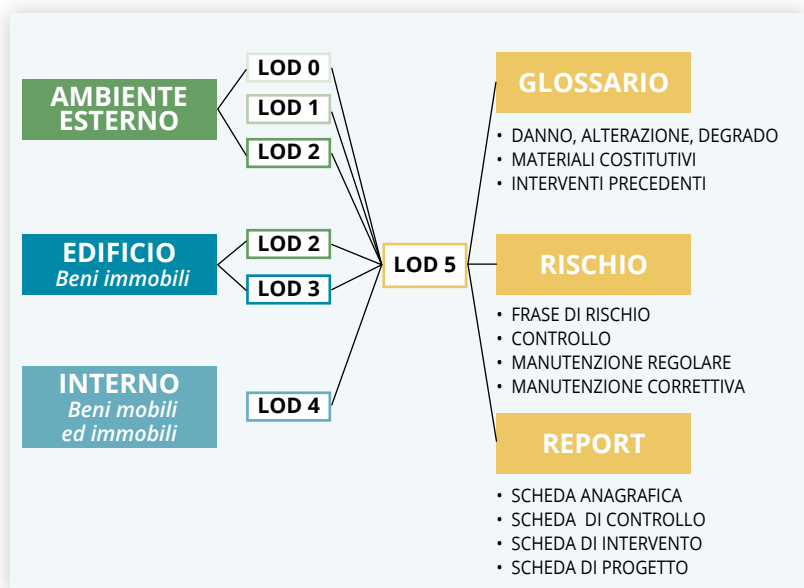 AMBIENTE
ESTERNO
LOD 0
LOD 1
LOD 2
EDIFICIO
Beni immobili
LOD 2
LOD 3
INTERNO
Beni mobili
ed immobili
LOD 4
LOD 5
GLOSSARIO
• DANNO, ALTERAZIONE, DEGRADO
• MATERIALI COSTITUTIVI
• INTERVENTI PRECEDENTI
RISCHIO
• FRASE DI RISCHIO
• CONTROLLO
• MANUTENZIONE REGOLARE
• MANUTENZIONE CORRETTIVA
REPORT
• SCHEDA ANAGRAFICA
• SCHEDA DI CONTROLLO
• SCHEDA DI INTERVENTO
• SCHEDA DI PROGETTO